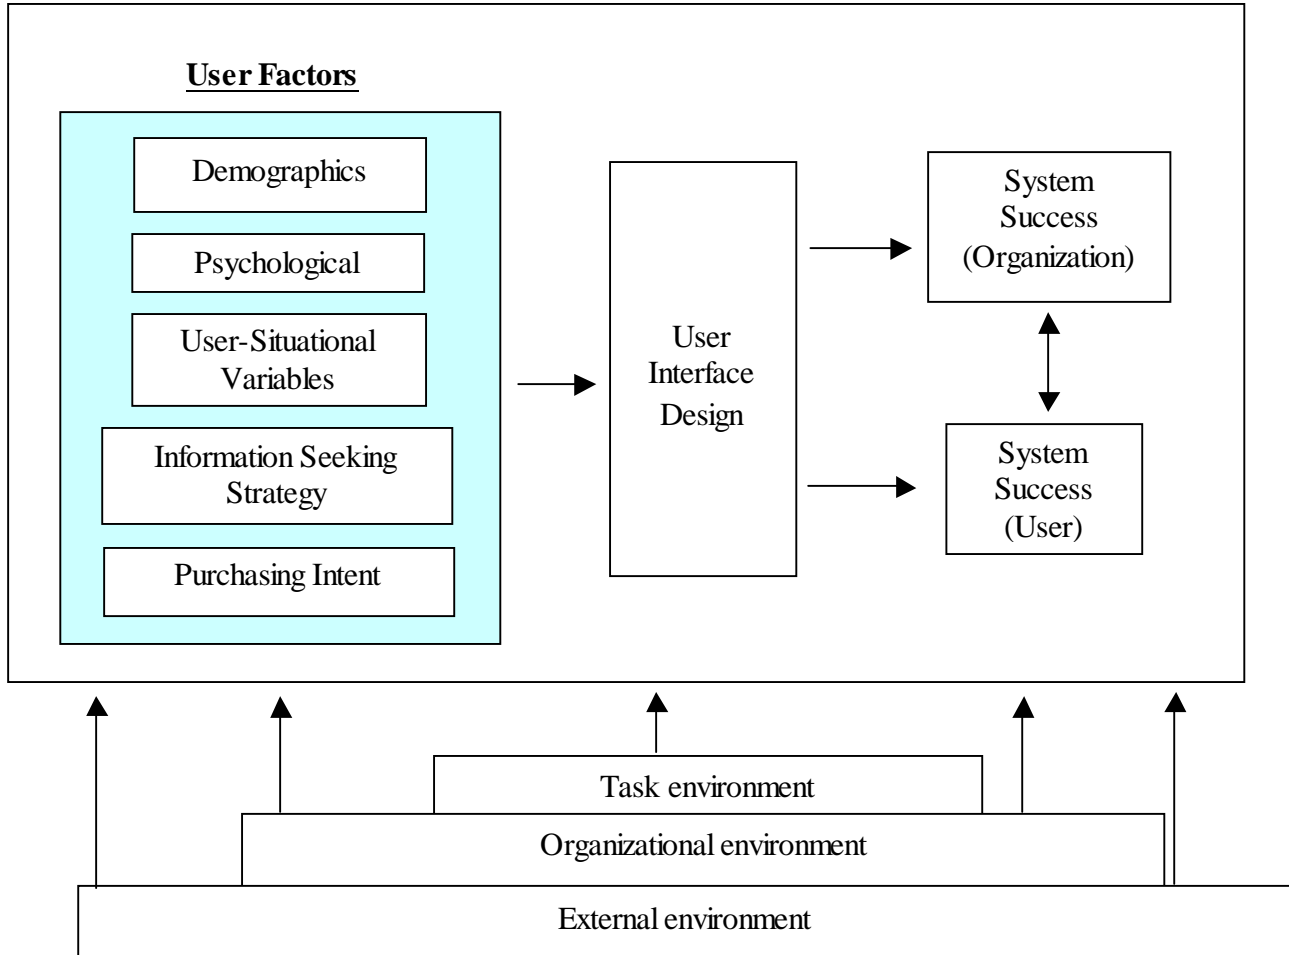 User Factors
Demographics
Psychological
User-Situational
Variables
Information Seeking
Strategy
Purchasing Intent
User
Interface
Design
System
Success
(Organization)
System
Success
(User)
Task environment
Organizational environment
External environment